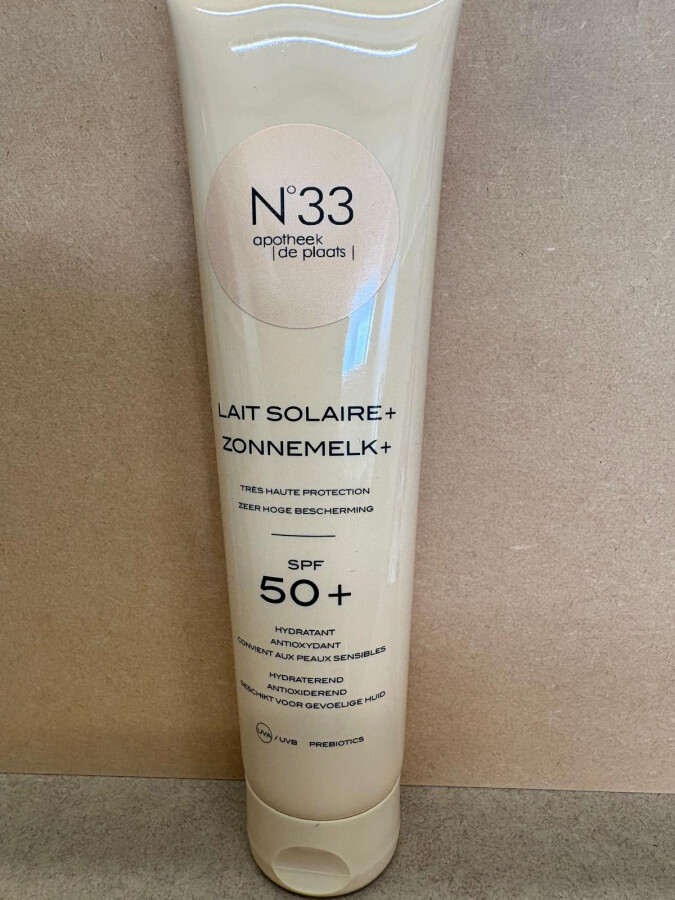 N°33
apotheek
|de plaats|
LAIT SOLAIRE+
ZONNEMELK+
TRÈS HAUTE PROTECTION
ZEER HOGE BESCHERMING
SPF
50+
HYDRATANT
ANTIOXYDANT
CONVIENT AUX PEAUX SENSIBLES
HYDRATEREND
ANTIOXIDEREND
GESCHIKT VOOR GEVOELIGE HUID
UVA / UVB PREBIOTICS